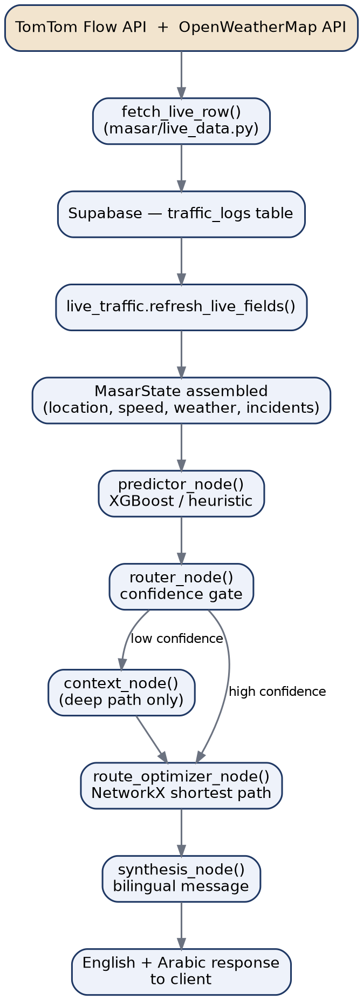 TomTom Flow API  +  OpenWeatherMap API
fetch_live_row()
(masar/live_data.py)
Supabase — traffic_logs table
live_traffic.refresh_live_fields()
MasarState assembled
(location, speed, weather, incidents)
predictor_node()
XGBoost / heuristic
router_node()
confidence gate
low confidence
context_node()
(deep path only)
high confidence
route_optimizer_node()
NetworkX shortest path
synthesis_node()
bilingual message
English + Arabic response
to client